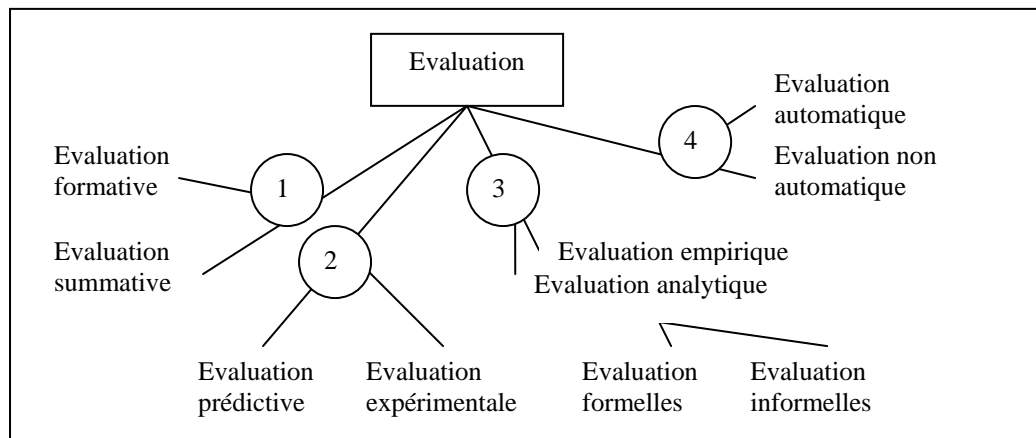 Evaluation
Evaluation
automatique
4
Evaluation non
automatique
Evaluation
formative
1
3
Evaluation
summative
2
Evaluation empirique
Evaluation analytique
Evaluation
prédictive
Evaluation
expérimentale
Evaluation
formelles
Evaluation
informelles